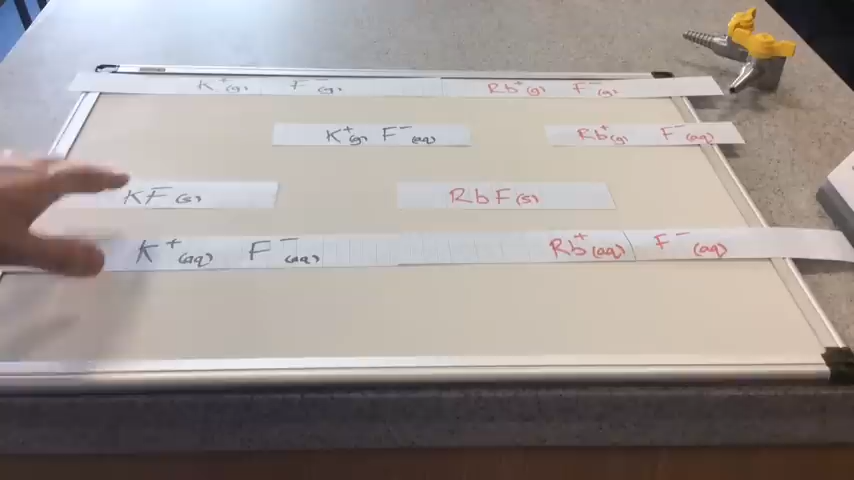 K⁺(g) F⁻(g) Rb⁺(g) F⁻(g)
K⁺(g) F⁻(aq) Rb⁺(g) F⁻(aq)
KF(s) RbF(s)
K⁺(aq) F⁻(aq) Rb⁺(aq) F⁻(aq)